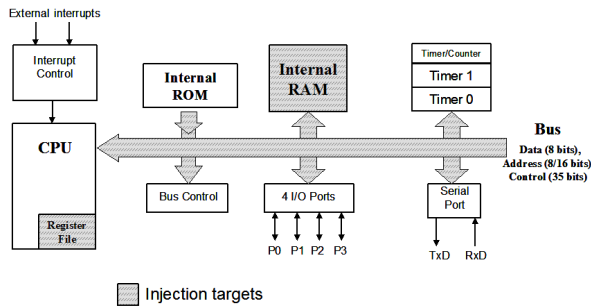 External interrupts
Interrupt
Control
Internal
ROM
Internal
RAM
Timer/Counter
Timer 1
Timer 0
CPU
Bus
Data (8 bits),
Address (8/16 bits)
Control (35 bits)
Bus Control
4 I/O Ports
Serial
Port
Register
File
P0 P1 P2 P3
TxD RxD
Injection targets